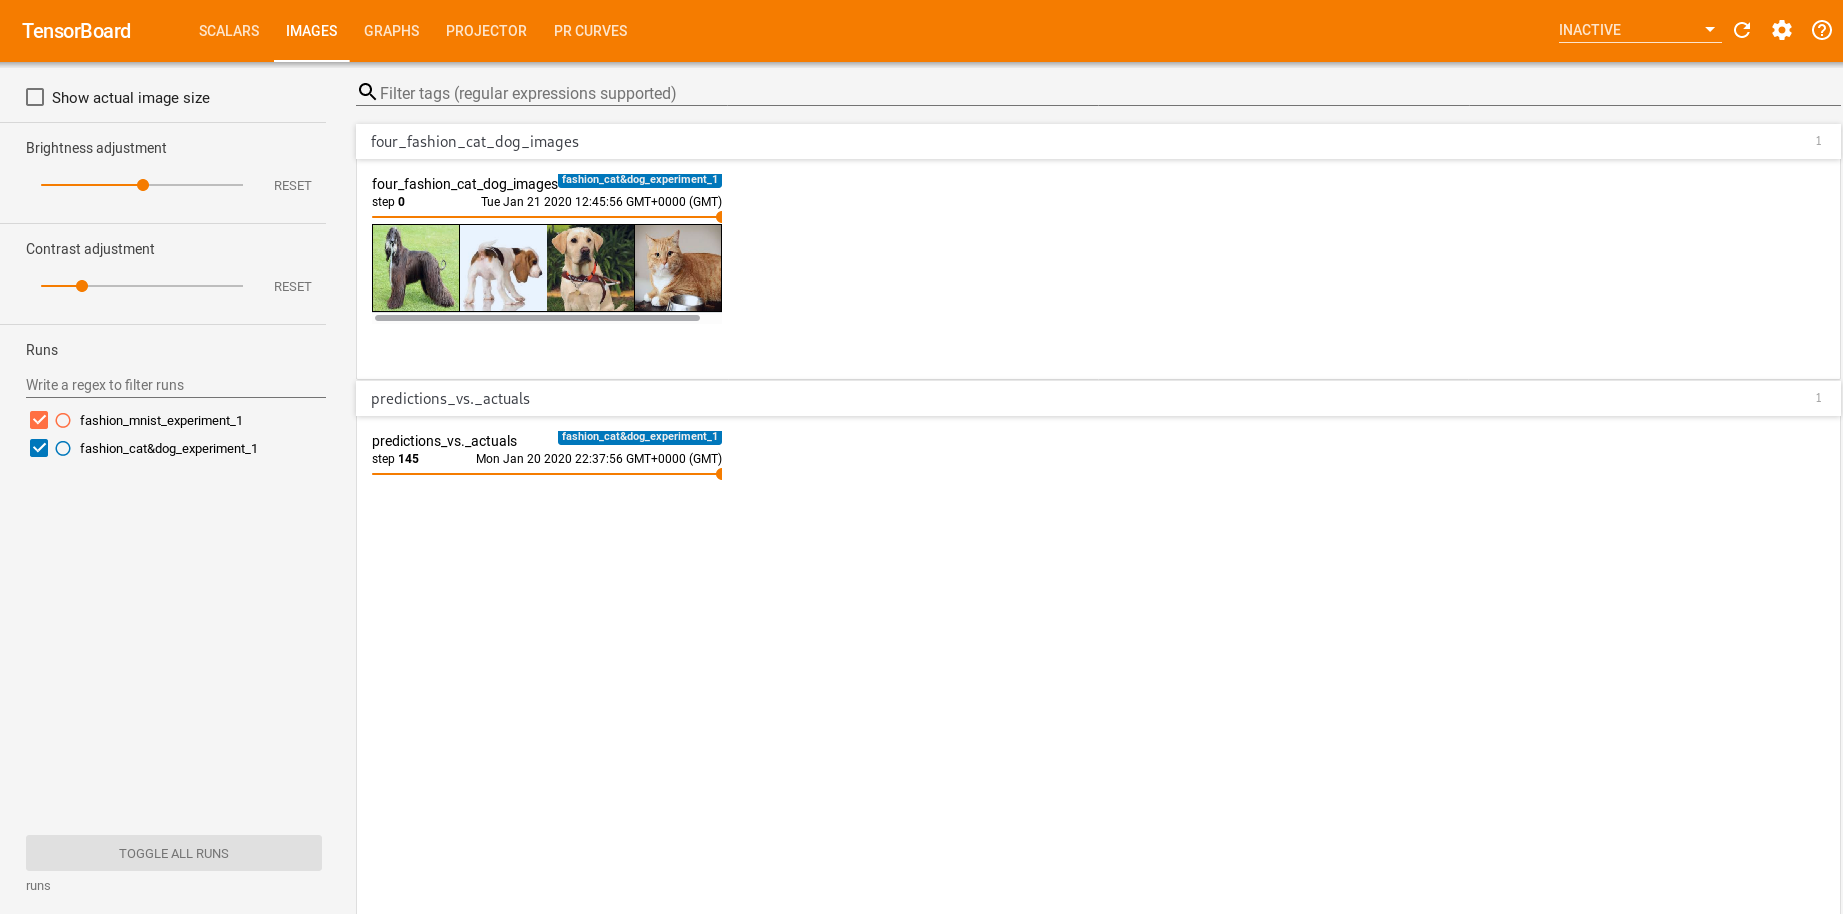 TensorBoard SCALARS IMAGES GRAPHS PROJECTOR PR CURVES INACTIVE
Show actual image size
Brightness adjustment
RESET
Contrast adjustment
RESET
Runs
Write a regex to filter runs
fashion_mnist_experiment_1
fashion_cat&dog_experiment_1
TOGGLE ALL RUNS
runs
Filter tags (regular expressions supported)
four_fashion_cat_dog_images 1
four_fashion_cat_dog_images fashion_cat&dog_experiment_1
step 0 Tue Jan 21 2020 12:45:56 GMT+0000 (GMT)
predictions_vs._actuals 1
predictions_vs._actuals fashion_cat&dog_experiment_1
step 145 Mon Jan 20 2020 22:37:56 GMT+0000 (GMT)